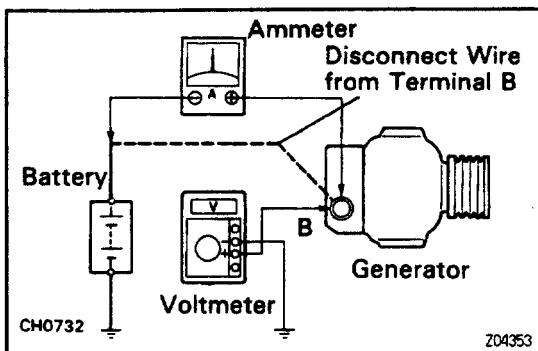 Ammeter
Disconnect Wire
from Terminal B
A
Battery
V
B
Generator
Voltmeter
CH0732
Z04353